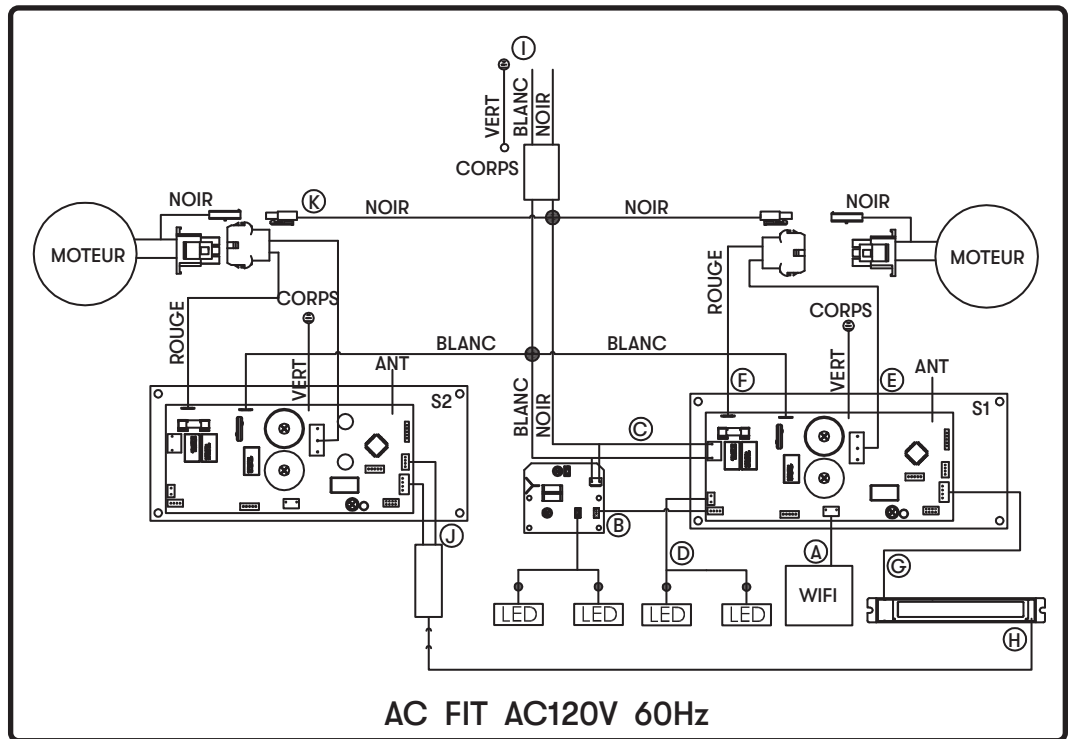 Ⓘ
VERT
BLANC
NOIR
CORPS
NOIR
Ⓚ
NOIR
NOIR
NOIR
MOTEUR
MOTEUR
ROUGE
CORPS
VERT
BLANC
BLANC
ROUGE
CORPS
VERT
ANT
Ⓕ
Ⓔ
ANT
S2
BLANC
NOIR
Ⓒ
S1
Ⓑ
Ⓙ
Ⓓ
Ⓐ
Ⓖ
WIFI
LED
LED
LED
LED
Ⓗ
AC FIT AC120V 60Hz